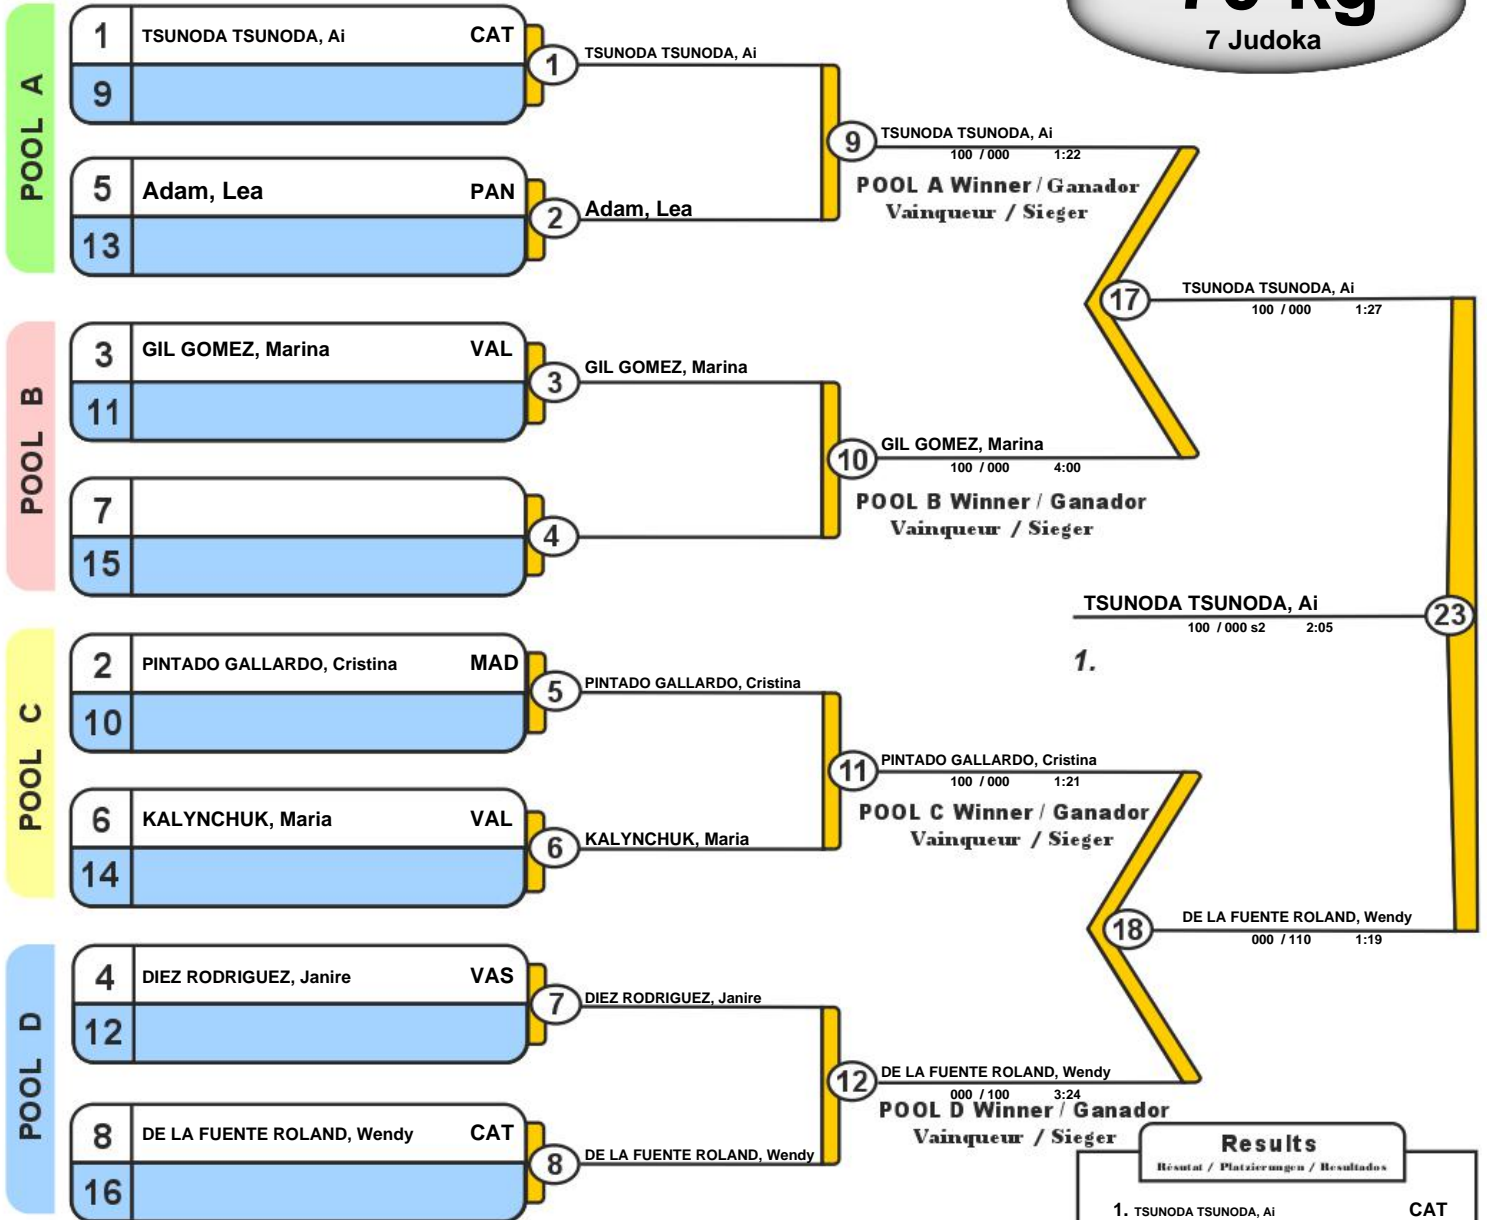 7 Judoka
POOL A
1 TSUNODA TSUNODA, Ai CAT
9
1 TSUNODA TSUNODA, Ai
5 Adam, Lea PAN
13
2 Adam, Lea
9 TSUNODA TSUNODA, Ai
100 / 000 1:22
POOL A Winner / Ganador
Vainqueur / Sieger
POOL B
3 GIL GOMEZ, Marina VAL
11
3 GIL GOMEZ, Marina
7
15
4
10 GIL GOMEZ, Marina
100 / 000 4:00
POOL B Winner / Ganador
Vainqueur / Sieger
17 TSUNODA TSUNODA, Ai
100 / 000 1:27
TSUNODA TSUNODA, Ai 23
100 / 000 s2 2:05
1.
POOL C
2 PINTADO GALLARDO, Cristina MAD
10
5 PINTADO GALLARDO, Cristina
6 KALYNCHUK, Maria VAL
14
6 KALYNCHUK, Maria
11 PINTADO GALLARDO, Cristina
100 / 000 1:21
POOL C Winner / Ganador
Vainqueur / Sieger
18 DE LA FUENTE ROLAND, Wendy
000 / 110 1:19
POOL D
4 DIEZ RODRIGUEZ, Janire VAS
12
7 DIEZ RODRIGUEZ, Janire
8 DE LA FUENTE ROLAND, Wendy CAT
16
8 DE LA FUENTE ROLAND, Wendy
12 DE LA FUENTE ROLAND, Wendy
000 / 100 3:24
POOL D Winner / Ganador
Vainqueur / Sieger
Results
Résutat / Platzierungen / Resultados
1. TSUNODA TSUNODA, Ai CAT